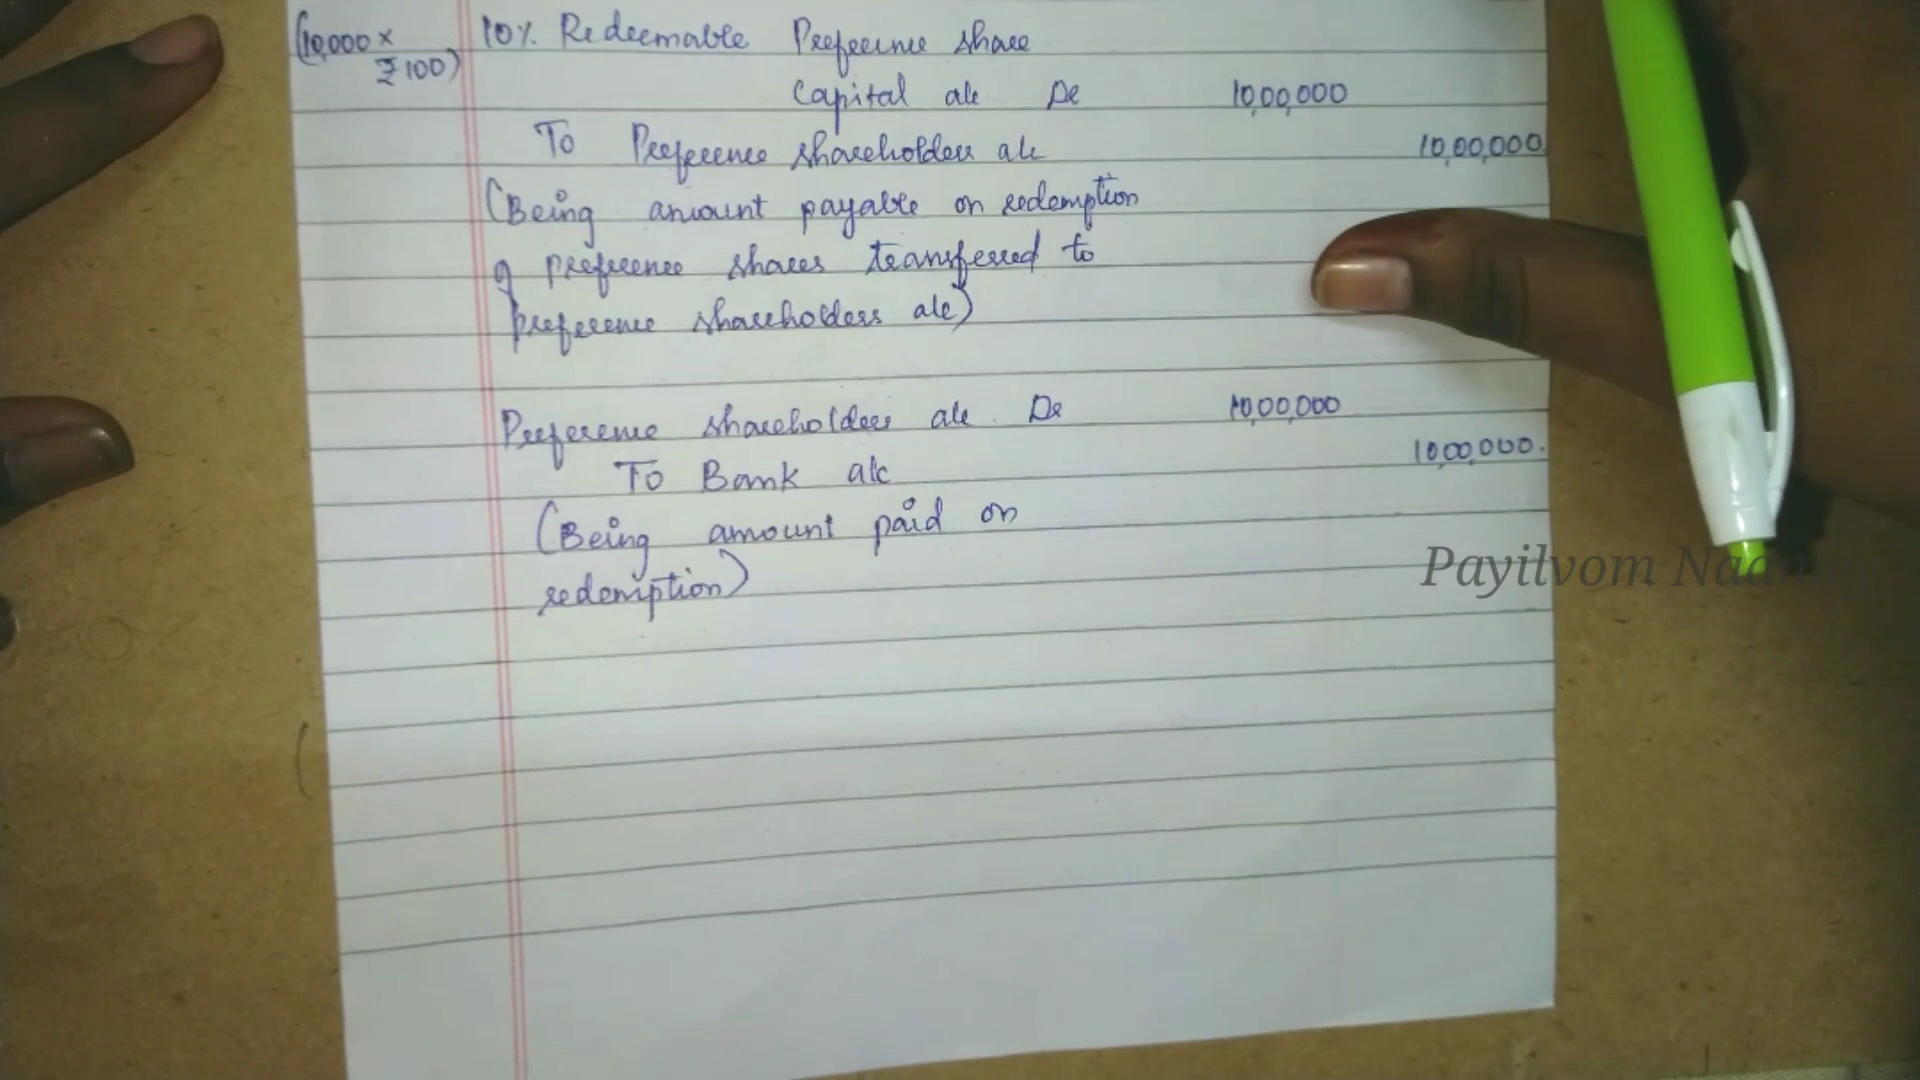 (10,000 ×
₹100)
10% Redeemable Preference share
Capital a/c Dr 10,00,000
To Preference shareholders a/c 10,00,000
(Being amount payable on redemption
of preference shares transferred to
preference shareholders a/c)
Preference shareholders a/c Dr 10,00,000
To Bank a/c 10,00,000.
(Being amount paid on
redemption)
Payilvom Naa